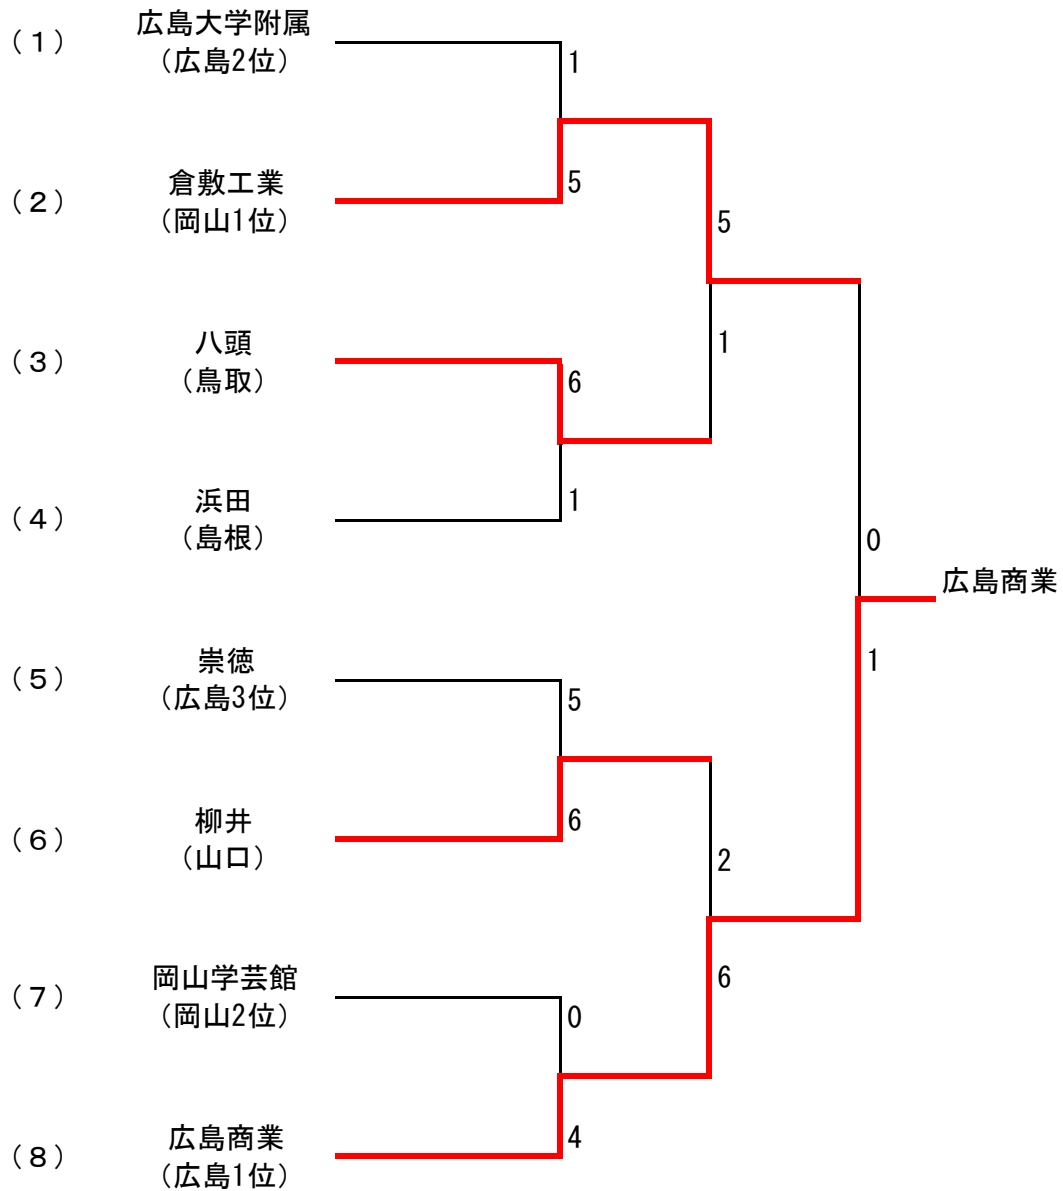 （１） 広島大学附属
（広島2位）
1
（２） 倉敷工業
（岡山1位）
5
5
（３） 八頭
（鳥取）
6
1
（４） 浜田
（島根）
1
0
広島商業
1
（５） 崇徳
（広島3位）
5
（６） 柳井
（山口）
6
2
（７） 岡山学芸館
（岡山2位）
0
6
（８） 広島商業
（広島1位）
4